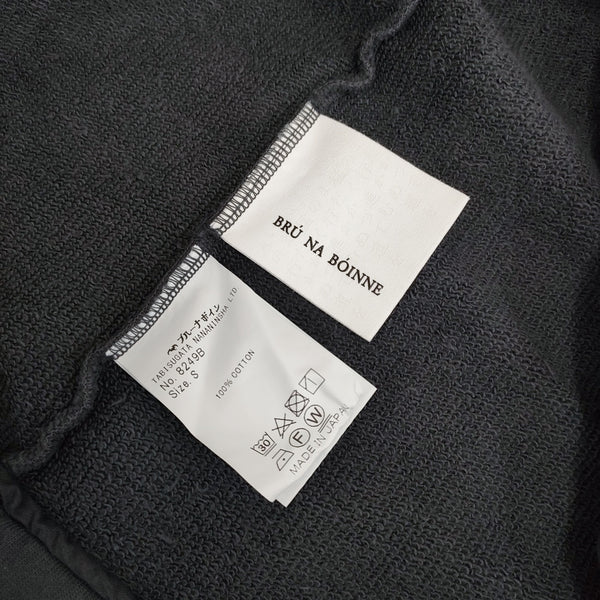 BRÚ NA BÓINNE
ブルーナボイン
TABISUGATA NANANINSHA LTD
No. 8249B
Size. S
100% COTTON
30 F W
MADE IN JAPAN